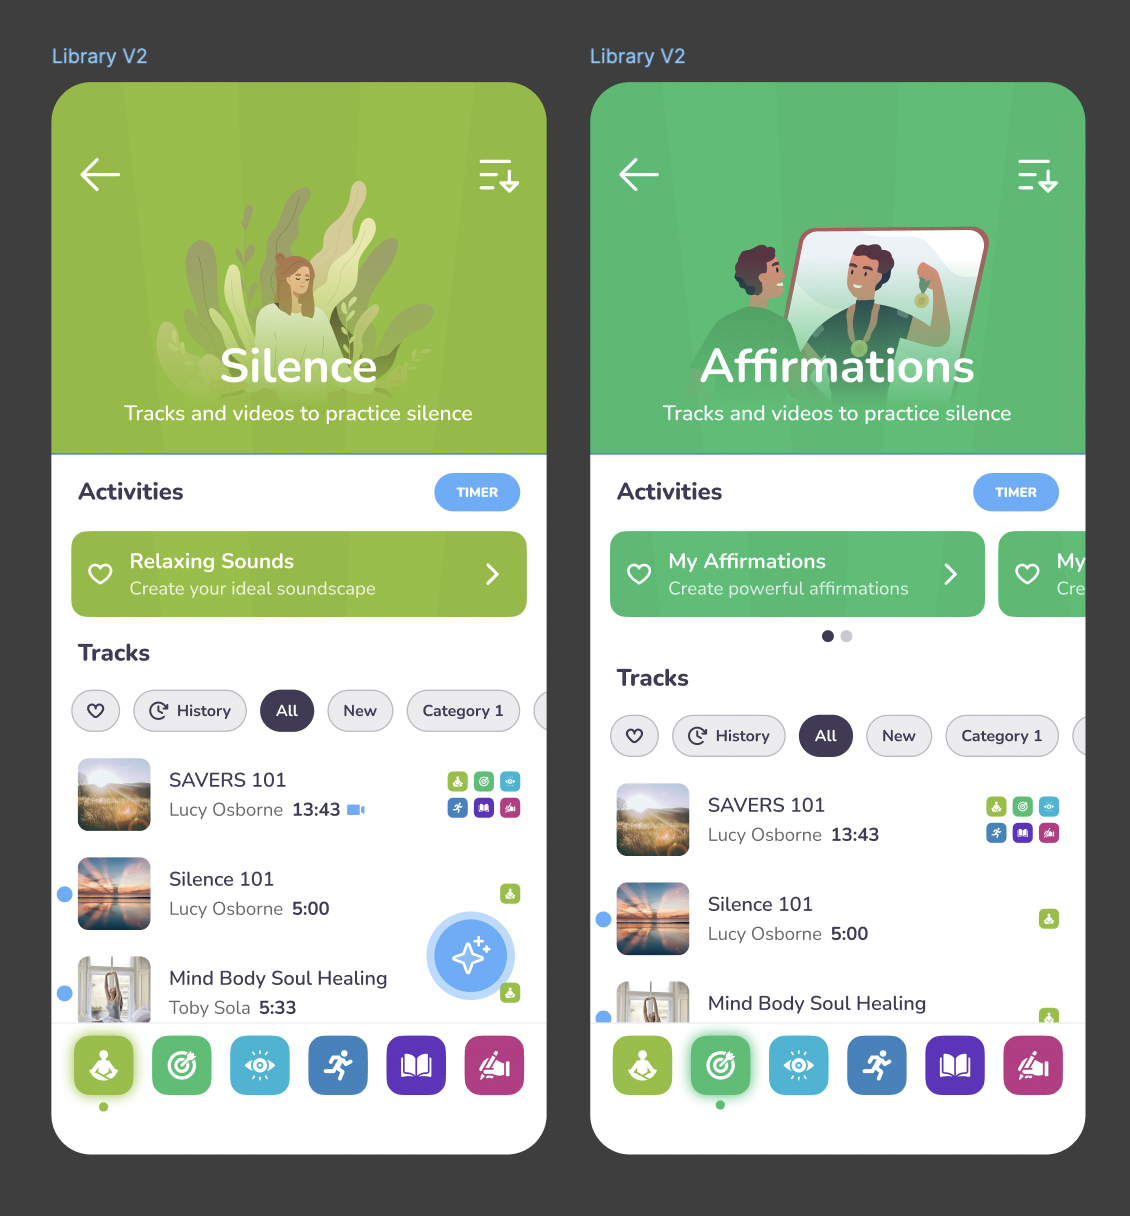 Library V2
Silence
Tracks and videos to practice silence
Activities
TIMER
Relaxing Sounds
Create your ideal soundscape
Tracks
History
All
New
Category 1
SAVERS 101
Lucy Osborne 13:43
Silence 101
Lucy Osborne 5:00
Mind Body Soul Healing
Toby Sola 5:33
Library V2
Affirmations
Tracks and videos to practice silence
Activities
TIMER
My Affirmations
Create powerful affirmations
My
Cre
Tracks
History
All
New
Category 1
SAVERS 101
Lucy Osborne 13:43
Silence 101
Lucy Osborne 5:00
Mind Body Soul Healing